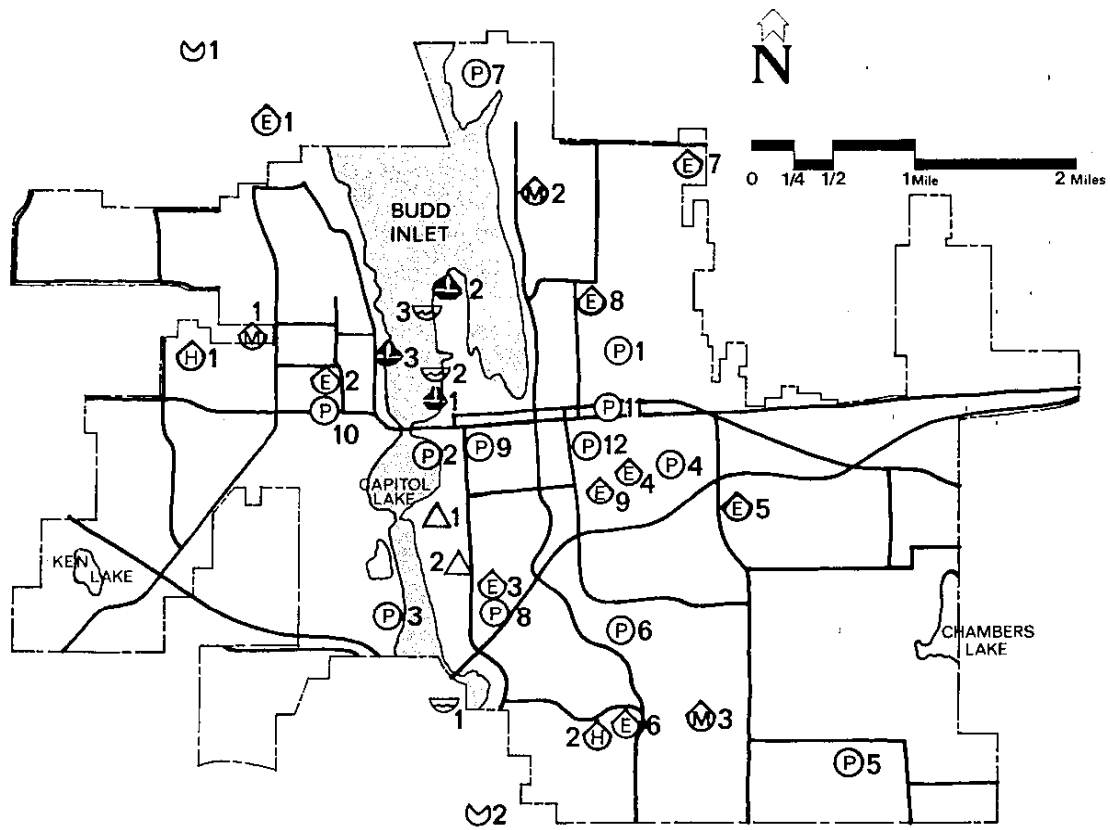 1
P 7
N
E 1
0 1/4 1/2 1 Mile 2 Miles
E 7
M 2
BUDD
INLET
2
3
E 8
1
M
H 1
3
P 1
2
E 2
1
P
10
P 11
P 2
P 9
P 12
P 4
E
4
CAPITOL
LAKE
E
9
E 5
1
KEN
LAKE
2
E 3
P 3
P 8
P 6
CHAMBERS
LAKE
1
M 3
E 6
2 H
P 5
2